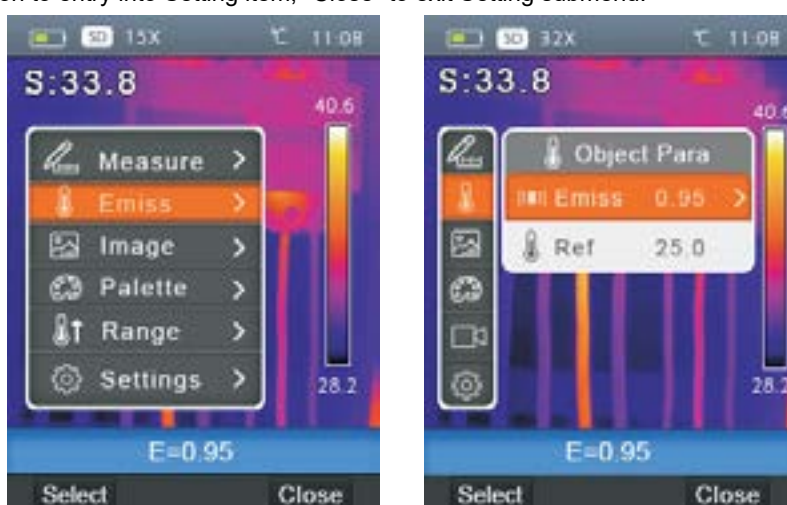 on to entry into Setting item, “Close” to exit Setting submenu.
SD 15X ℃ 11:08
S:33.8
40.6
Measure >
Emiss >
Image >
Palette >
Range >
Settings >
28.2
E=0.95
Select Close
SD 32X ℃ 11:08
S:33.8
40.6
Object Para
Emiss 0.95 >
Ref 25.0
28.2
E=0.95
Select Close